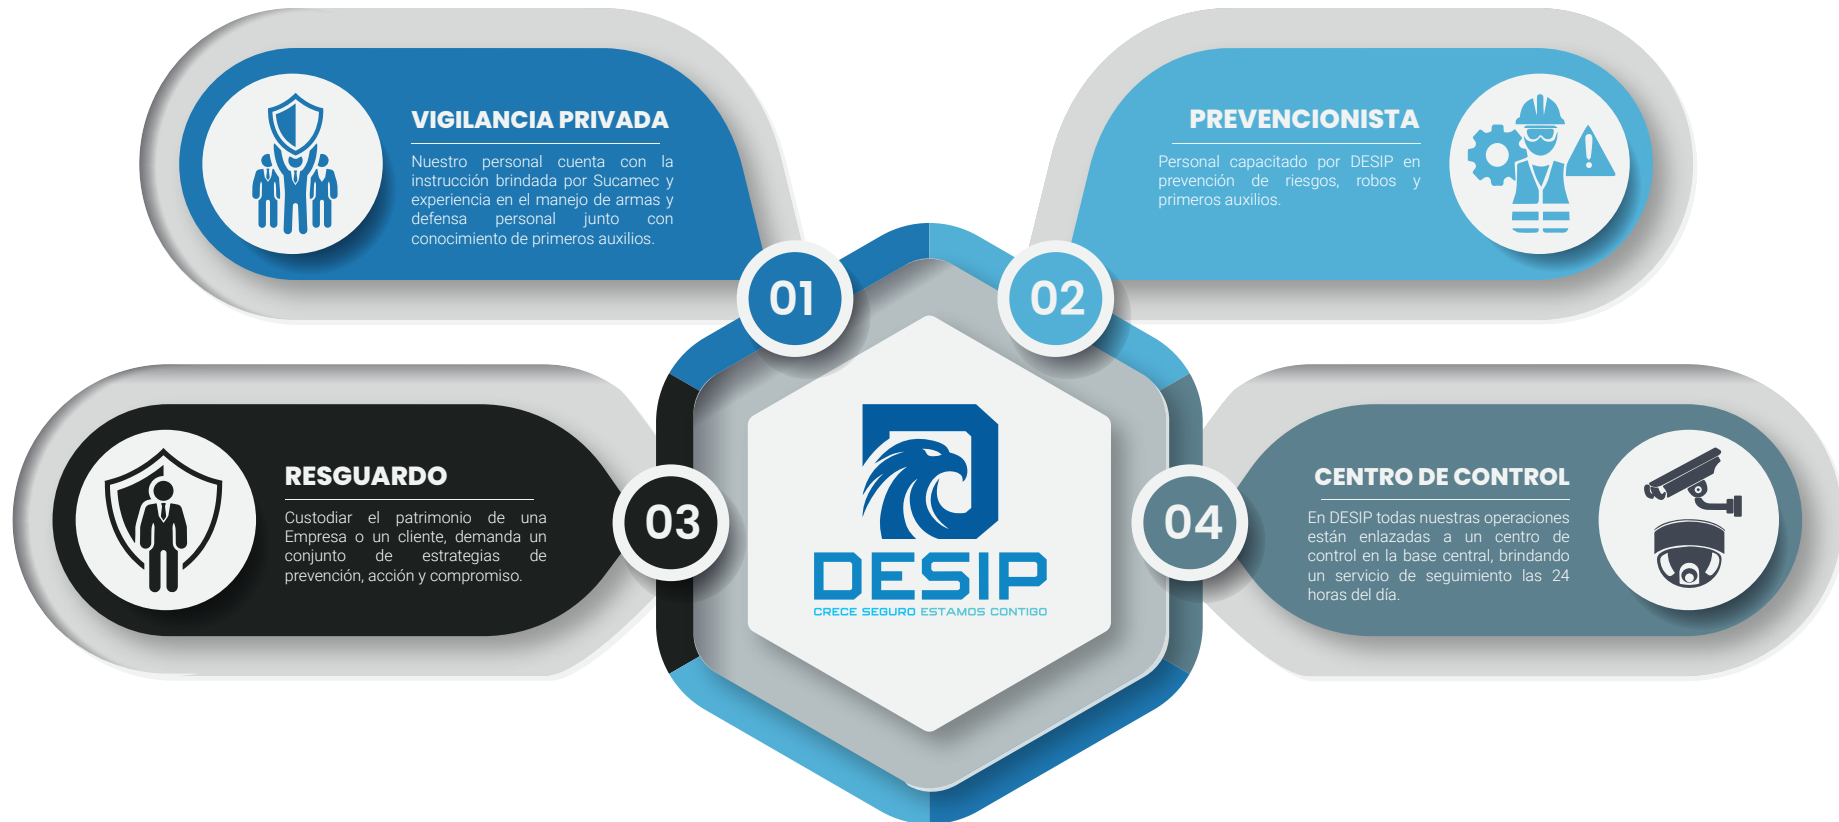 VIGILANCIA PRIVADA
Nuestro personal cuenta con la
instrucción brindada por Sucamec y
experiencia en el manejo de armas y
defensa personal junto con
conocimiento de primeros auxilios.
01
PREVENCIONISTA
Personal capacitado por DESIP en
prevención de riesgos, robos y
primeros auxilios.
02
RESGUARDO
Custodiar el patrimonio de una
Empresa o un cliente, demanda un
conjunto de estrategias de
prevención, acción y compromiso.
03
DESIP
CRECE SEGURO ESTAMOS CONTIGO
04
CENTRO DE CONTROL
En DESIP todas nuestras operaciones
están enlazadas a un centro de
control en la base central, brindando
un servicio de seguimiento las 24
horas del día.